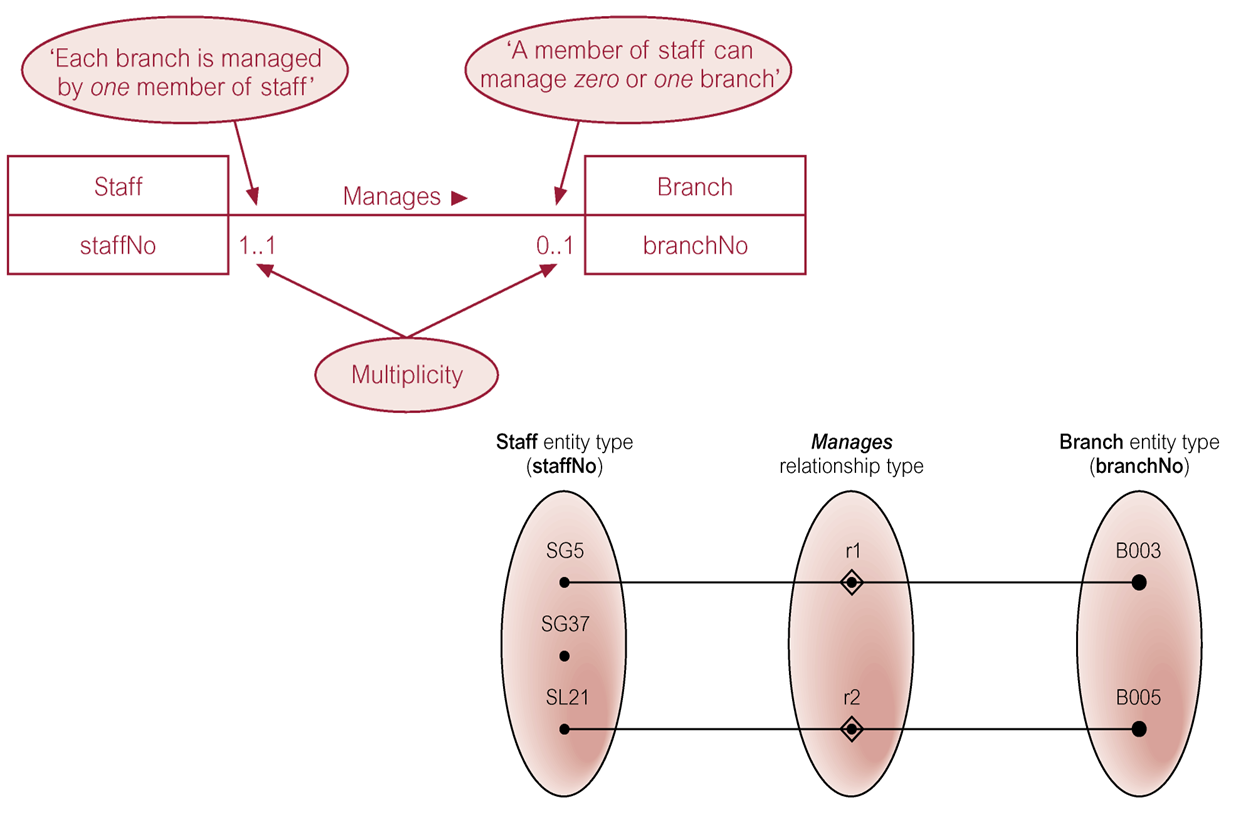 ‘Each branch is managed
by one member of staff’
‘A member of staff can
manage zero or one branch’
Staff
Manages ►
Branch
staffNo
1..1
0..1
branchNo
Multiplicity
Staff entity type
(staffNo)
Manages
relationship type
Branch entity type
(branchNo)
SG5
r1
B003
SG37
SL21
r2
B005